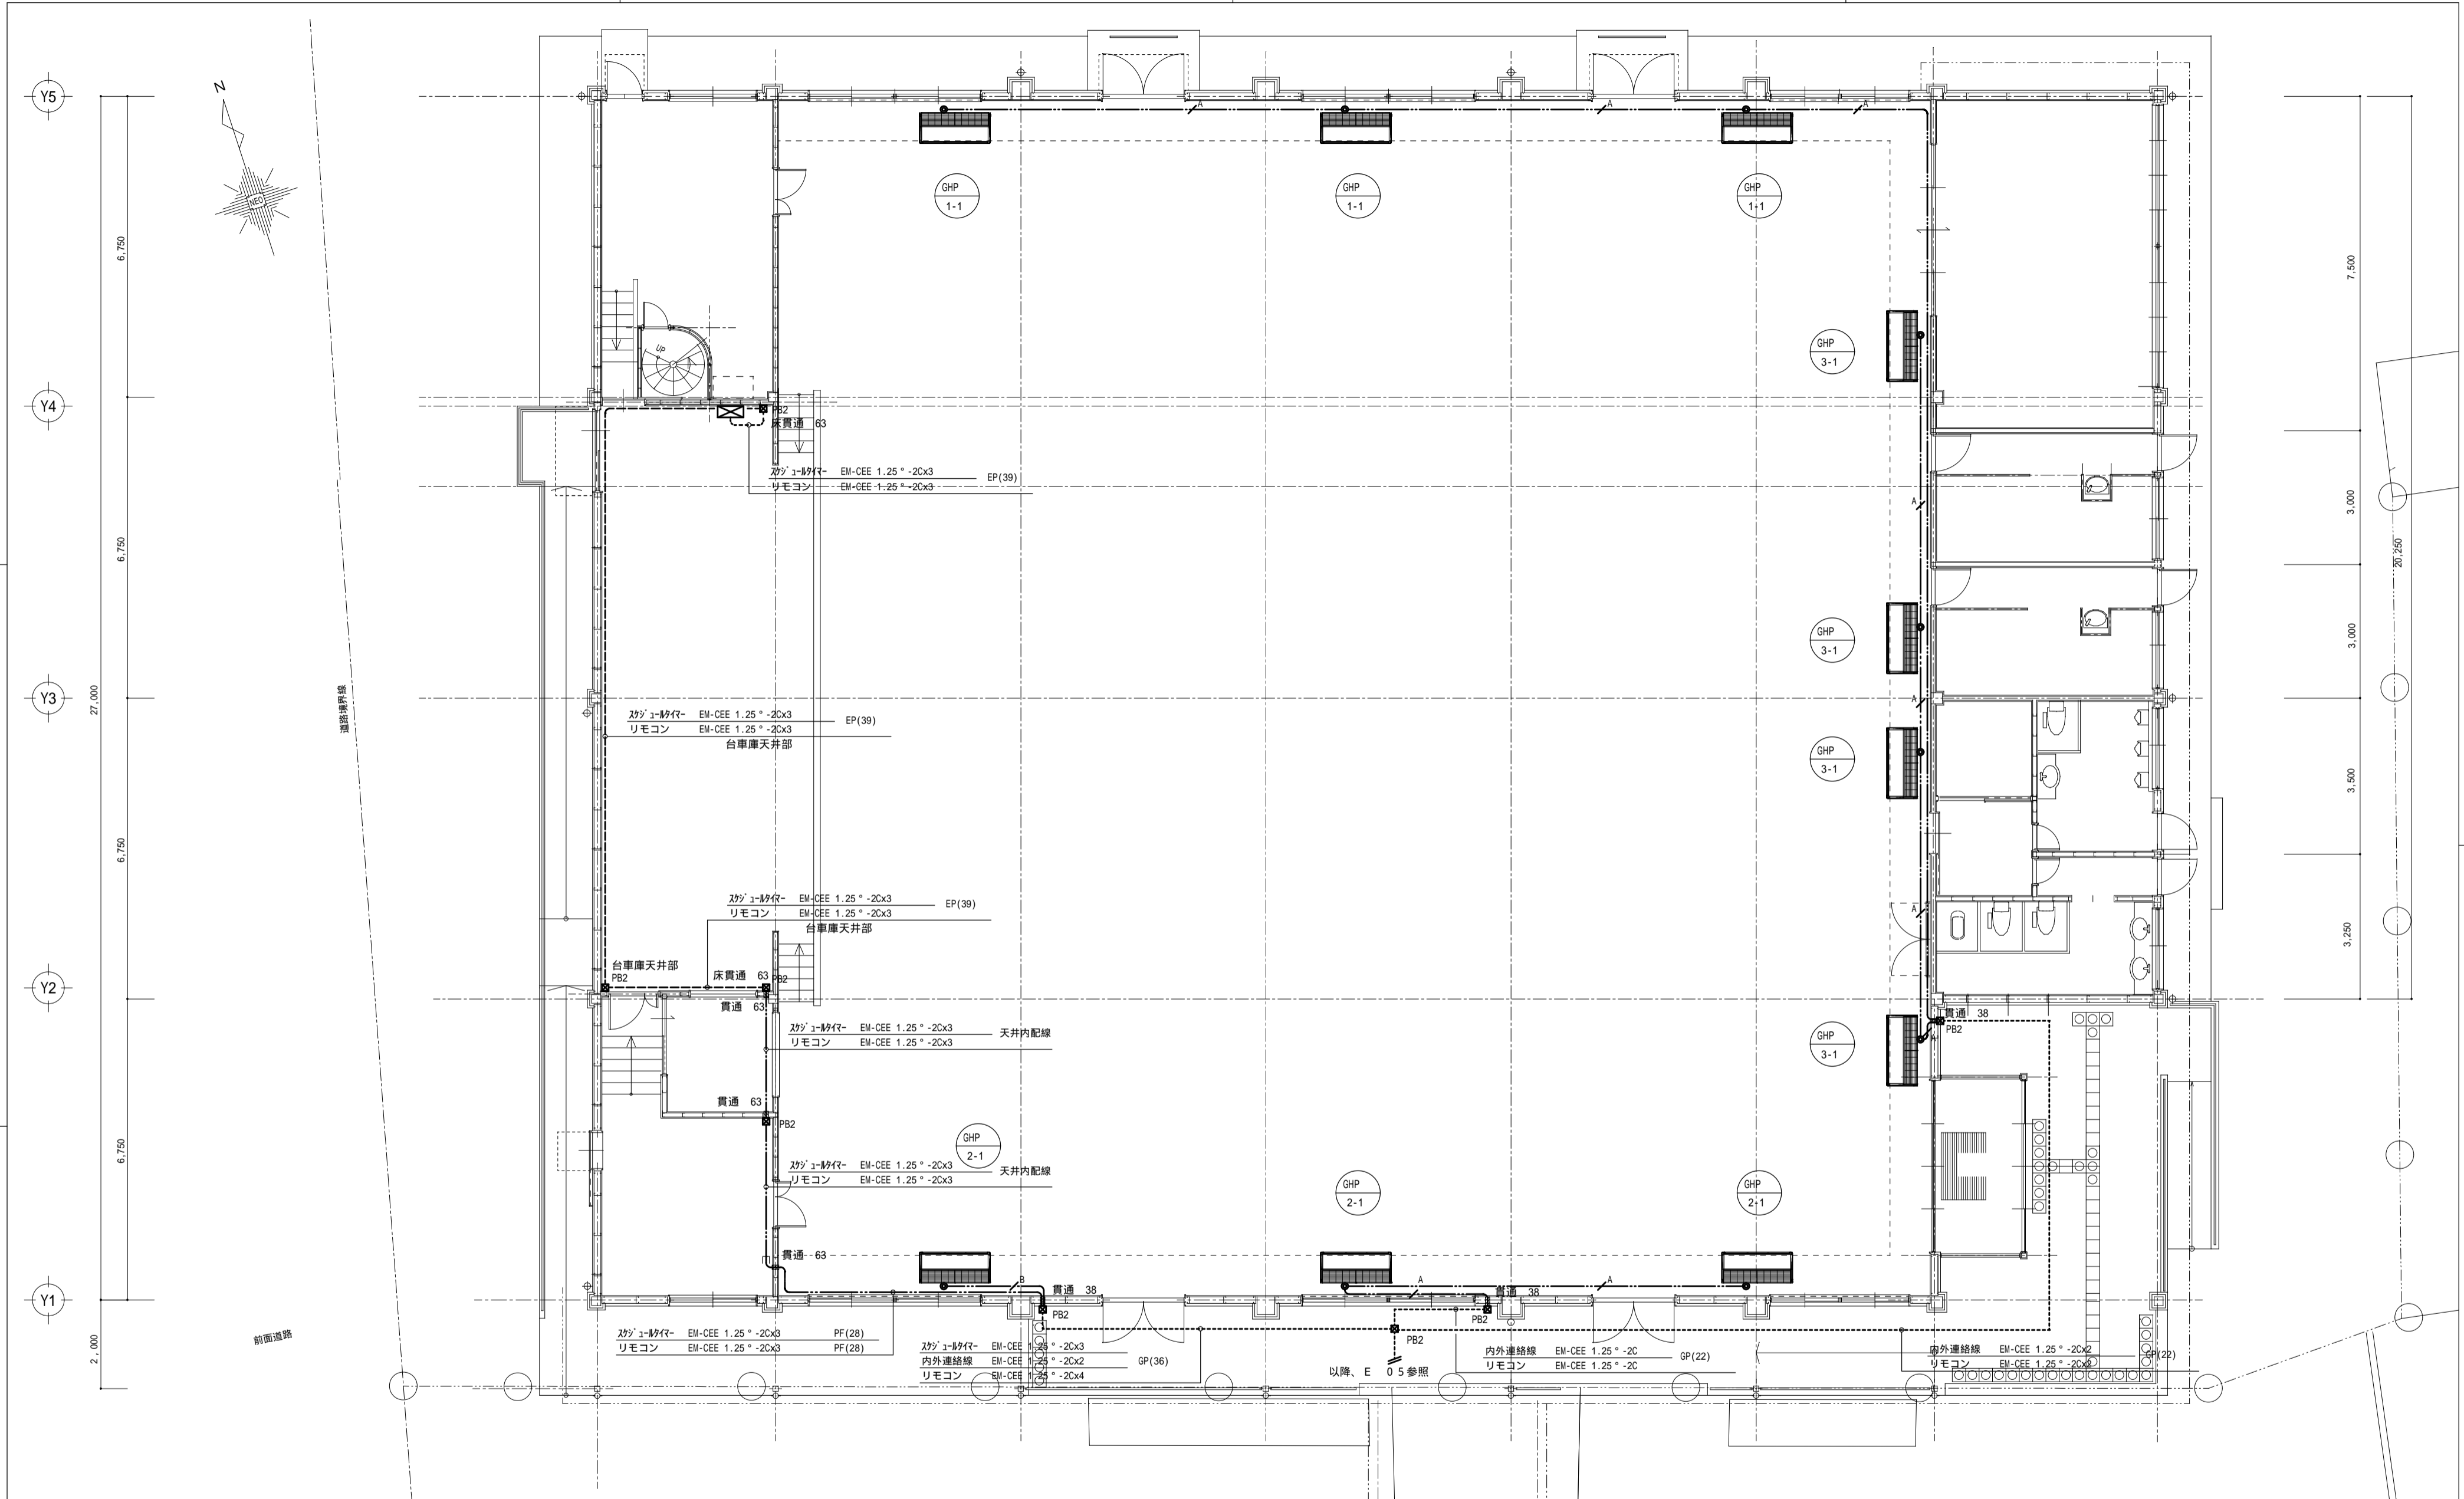 N
NEO
Y5
Y4
Y3
Y2
Y1
6,750
6,750
6,750
6,750
27,000
2,000
7,500
3,000
3,000
3,500
3,250
20,250
道路境界線
前面道路
UP
A
A
A
GHP
1-1
GHP
1-1
GHP
1-1
GHP
3-1
PB2
床貫通 63
スケジュールタイマー EM-CEE 1.25°-2Cx3
リモコン EM-CEE 1.25°-2Cx3
EP(39)
A
GHP
3-1
A
スケジュールタイマー EM-CEE 1.25°-2Cx3
リモコン EM-CEE 1.25°-2Cx3
EP(39)
台車庫天井部
GHP
3-1
スケジュールタイマー EM-CEE 1.25°-2Cx3
リモコン EM-CEE 1.25°-2Cx3
EP(39)
台車庫天井部
A
台車庫天井部
PB2
床貫通 63
PB2
貫通 63
スケジュールタイマー EM-CEE 1.25°-2Cx3
リモコン EM-CEE 1.25°-2Cx3
天井内配線
貫通 38
PB2
A
GHP
3-1
貫通 63
PB2
GHP
2-1
スケジュールタイマー EM-CEE 1.25°-2Cx3
リモコン EM-CEE 1.25°-2Cx3
天井内配線
GHP
2-1
GHP
2-1
貫通 63
B
A
A
貫通 38
PB2
貫通 38
PB2
PB2
スケジュールタイマー EM-CEE 1.25°-2Cx3 PF(28)
リモコン EM-CEE 1.25°-2Cx3 PF(28)
スケジュールタイマー EM-CEE 1.25°-2Cx3
内外連絡線 EM-CEE 1.25°-2Cx2
リモコン EM-CEE 1.25°-2Cx4
GP(36)
以降、E 05参照
内外連絡線 EM-CEE 1.25°-2C
リモコン EM-CEE 1.25°-2C
GP(22)
内外連絡線 EM-CEE 1.25°-2Cx2
リモコン EM-CEE 1.25°-2Cx2
GP(22)